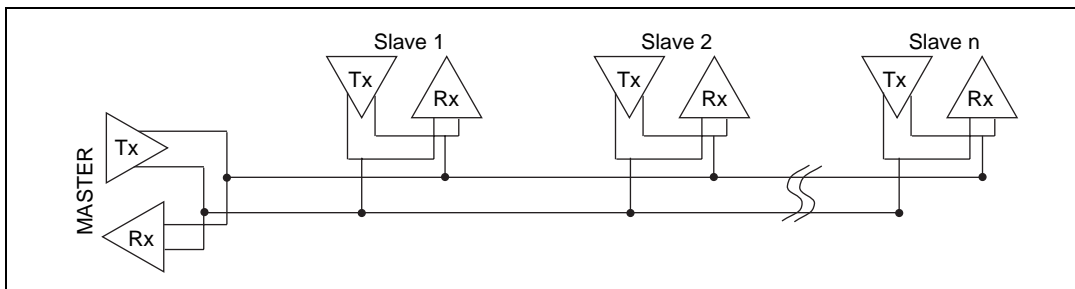 Slave 1
Slave 2
Slave n
Tx
Rx
Tx
Rx
Tx
Rx
MASTER
Tx
Rx